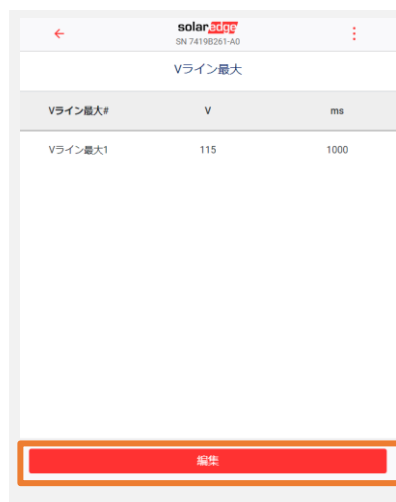 ←
solaredge
SN 7419B261-A0
Vライン最大
Vライン最大# V ms
Vライン最大1 115 1000
編集